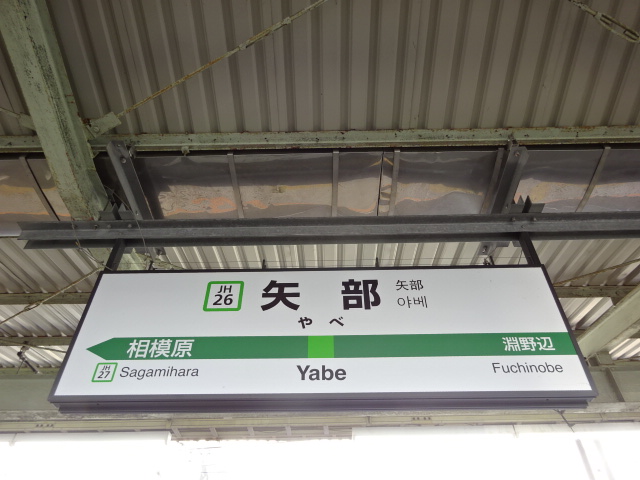 JH
26
矢部
矢部
야베
やべ
相模原
淵野辺
JH
27
Sagamihara
Yabe
Fuchinobe